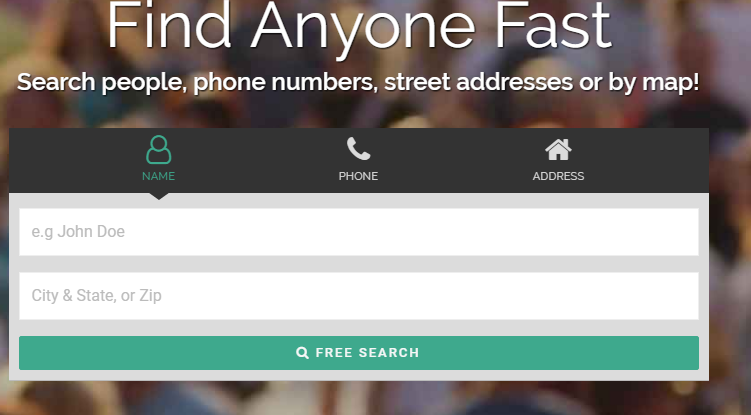 Find Anyone Fast
Search people, phone numbers, street addresses or by map!
NAME
PHONE
ADDRESS
e.g John Doe
City & State, or Zip
FREE SEARCH